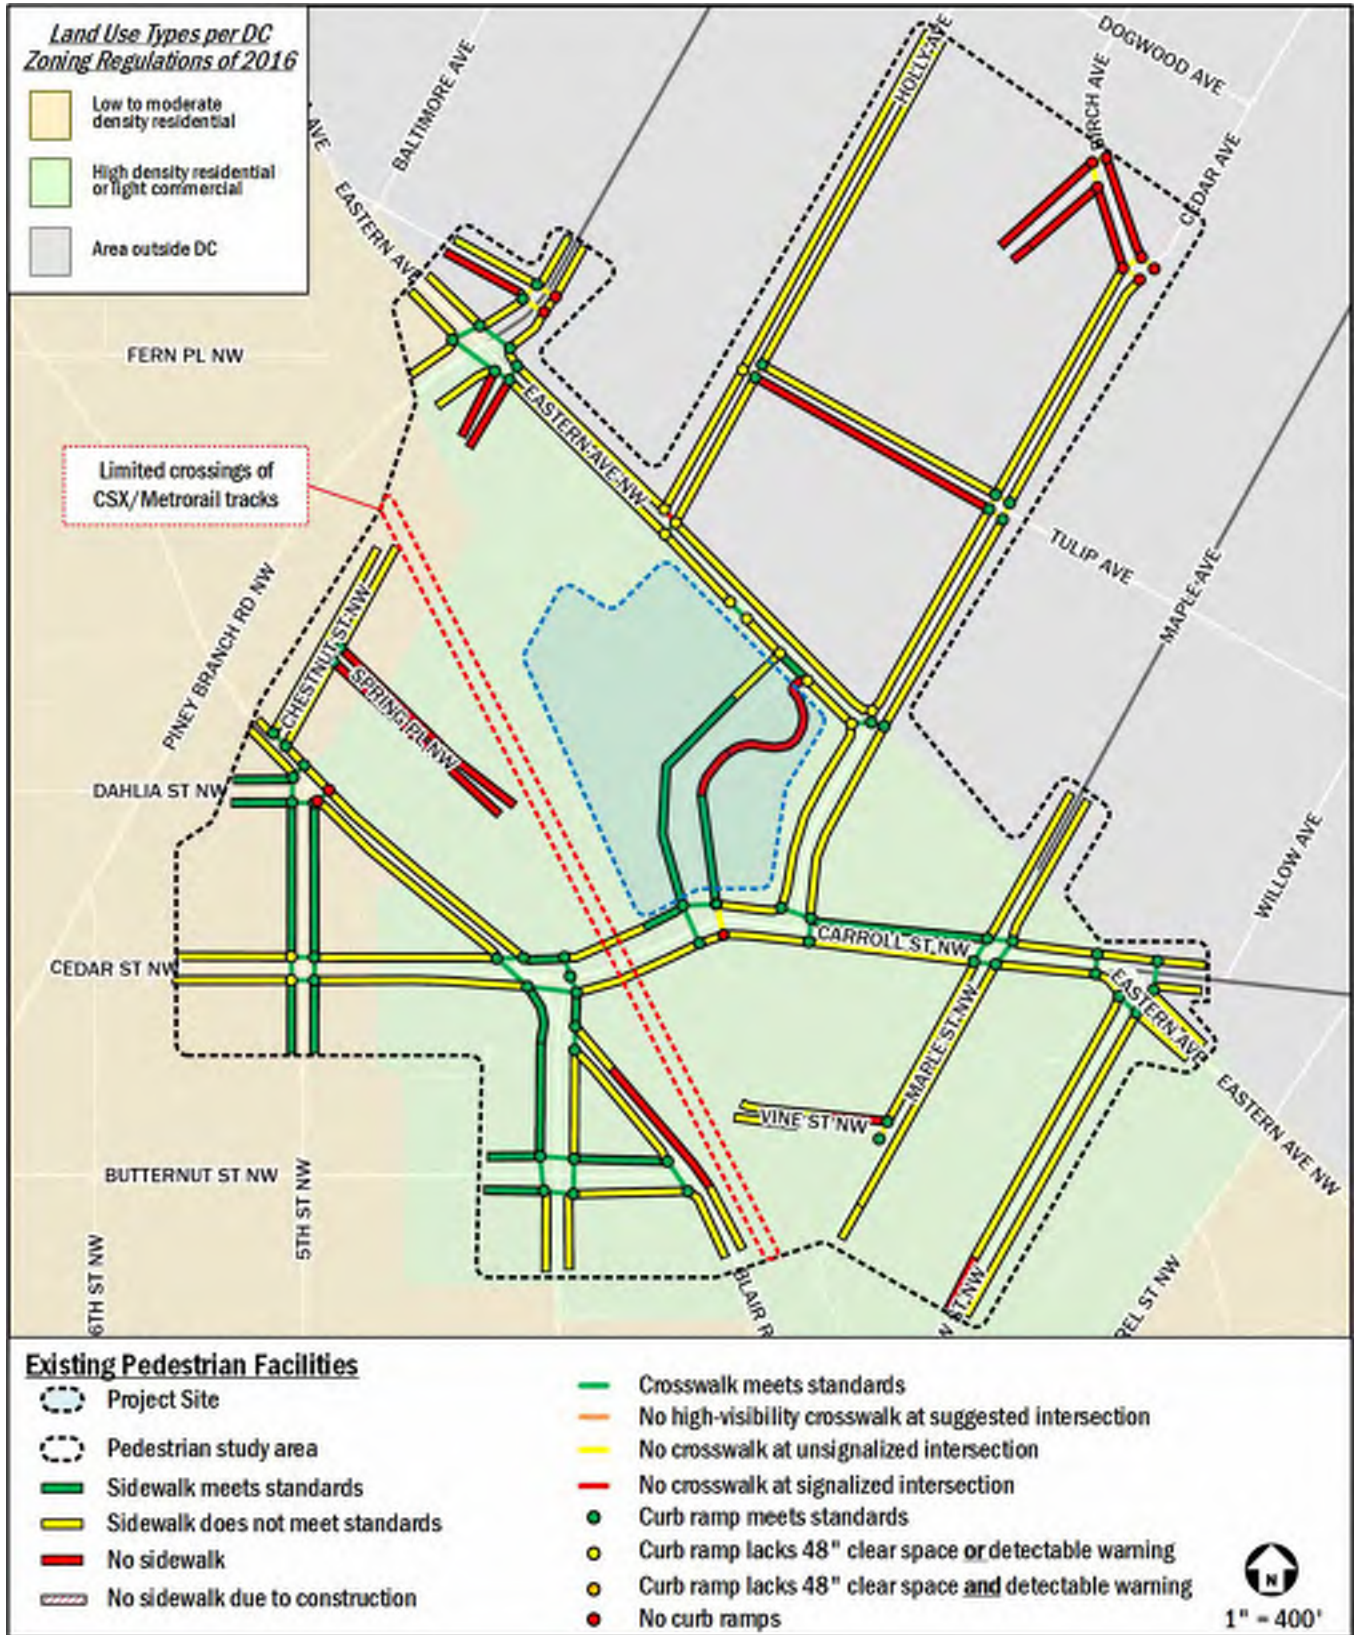 Land Use Types per DC
Zoning Regulations of 2016
Low to moderate
density residential
High density residential
or light commercial
Area outside DC
AVE
BALTIMORE AVE
EASTERN AVE
HOLLY AVE
DOGWOOD AVE
BIRCH AVE
CEDAR AVE
FERN PL NW
EASTERN AVE NW
Limited crossings of
CSX/Metrorail tracks
TULIP AVE
MAPLE AVE
PINEY BRANCH RD NW
CHESTNUT ST NW
SPRING PL NW
DAHLIA ST NW
WILLOW AVE
CEDAR ST NW
CARROLL ST NW
EASTERN AVE
MAPLE ST NW
VINE ST NW
EASTERN AVE NW
BUTTERNUT ST NW
5TH ST NW
6TH ST NW
BLAIR R
N ST NW
REL ST NW
Existing Pedestrian Facilities
Project Site
Pedestrian study area
Sidewalk meets standards
Sidewalk does not meet standards
No sidewalk
No sidewalk due to construction
Crosswalk meets standards
No high-visibility crosswalk at suggested intersection
No crosswalk at unsignalized intersection
No crosswalk at signalized intersection
Curb ramp meets standards
Curb ramp lacks 48" clear space or detectable warning
Curb ramp lacks 48" clear space and detectable warning
No curb ramps
N
1" = 400'